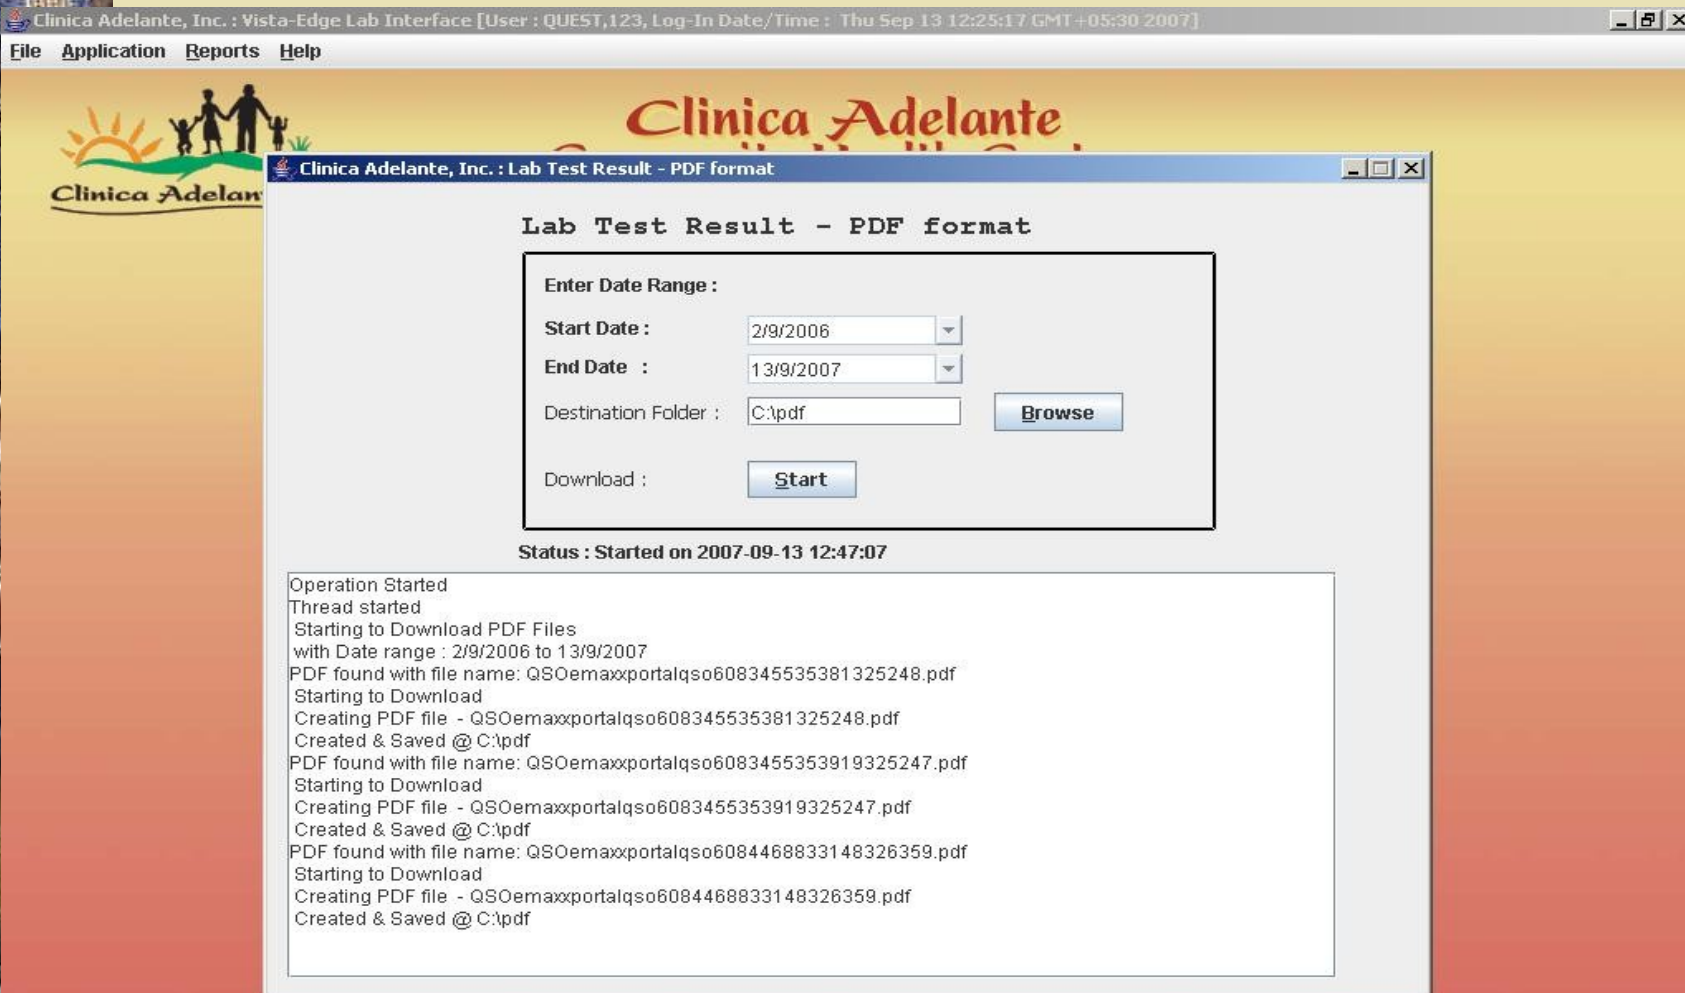 Clinica Adelante, Inc. : Vista-Edge Lab Interface [User : QUEST,123, Log-In Date/Time : Thu Sep 13 12:25:17 GMT+05:30 2007]
File Application Reports Help
Clinica Adelante
Clinica Adelan
Clinica Adelante, Inc. : Lab Test Result - PDF format
Lab Test Result - PDF format
Enter Date Range :
Start Date : 2/9/2006
End Date : 13/9/2007
Destination Folder : C:\pdf Browse
Download : Start
Status : Started on 2007-09-13 12:47:07
Operation Started
Thread started
Starting to Download PDF Files
with Date range : 2/9/2006 to 13/9/2007
PDF found with file name: QSOemaxxportalqso608345535381325248.pdf
Starting to Download
Creating PDF file - QSOemaxxportalqso608345535381325248.pdf
Created & Saved @ C:\pdf
PDF found with file name: QSOemaxxportalqso6083455353919325247.pdf
Starting to Download
Creating PDF file - QSOemaxxportalqso6083455353919325247.pdf
Created & Saved @ C:\pdf
PDF found with file name: QSOemaxxportalqso6084468833148326359.pdf
Starting to Download
Creating PDF file - QSOemaxxportalqso6084468833148326359.pdf
Created & Saved @ C:\pdf